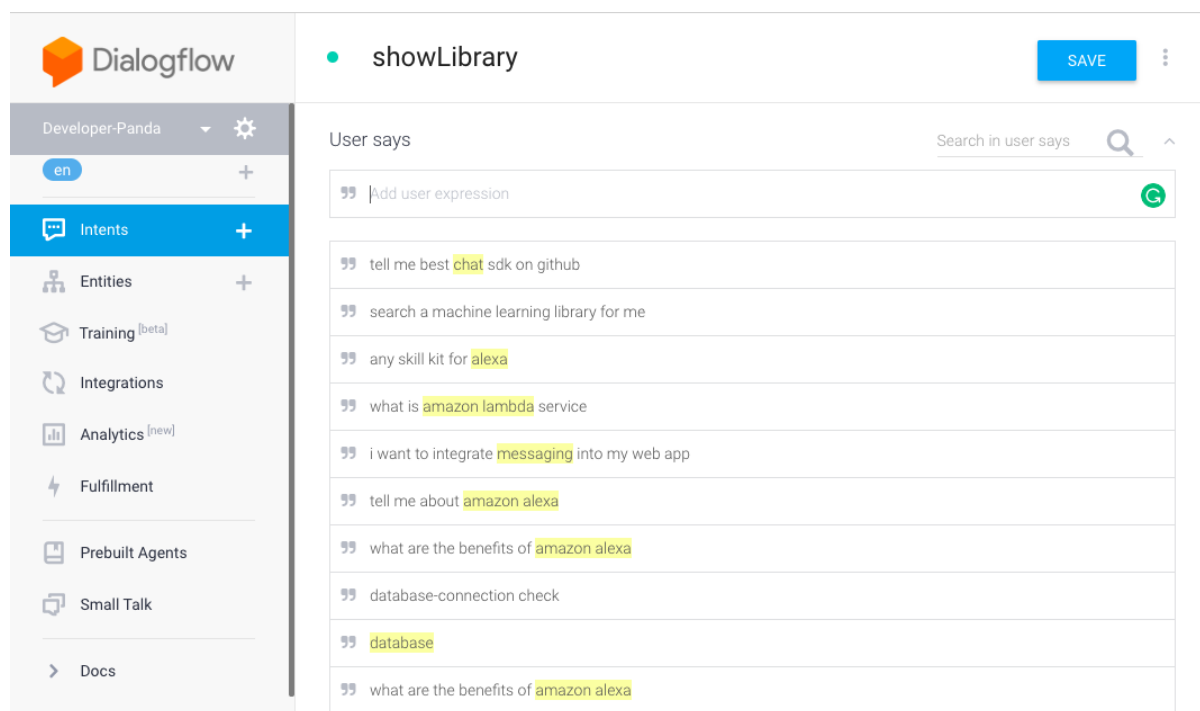 Dialogflow
showLibrary
SAVE
Developer-Panda
en
Intents
Entities
Training [beta]
Integrations
Analytics [new]
Fulfillment
Prebuilt Agents
Small Talk
Docs
User says
Search in user says
Add user expression
tell me best chat sdk on github
search a machine learning library for me
any skill kit for alexa
what is amazon lambda service
i want to integrate messaging into my web app
tell me about amazon alexa
what are the benefits of amazon alexa
database-connection check
database
what are the benefits of amazon alexa